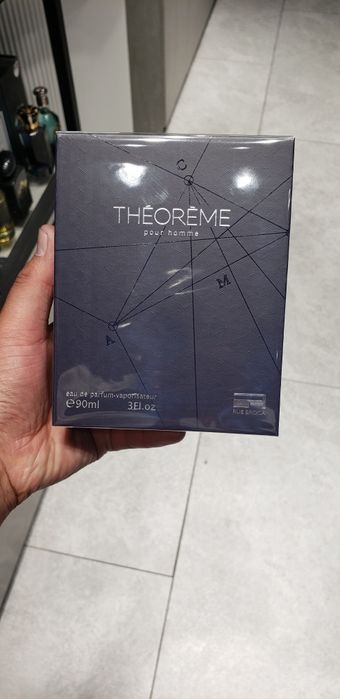 C
THÉORÈME
pour homme
M
A
eau de parfum-vaporisateur
℮90ml 3Fl.oz
RUE BROCA